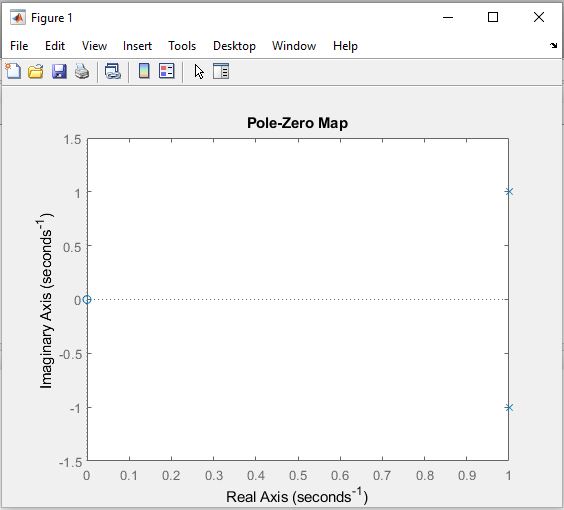 Figure 1
File Edit View Insert Tools Desktop Window Help
Pole-Zero Map
1.5
1
0.5
0
-0.5
-1
-1.5
Imaginary Axis (seconds⁻¹)
0 0.1 0.2 0.3 0.4 0.5 0.6 0.7 0.8 0.9 1
Real Axis (seconds⁻¹)